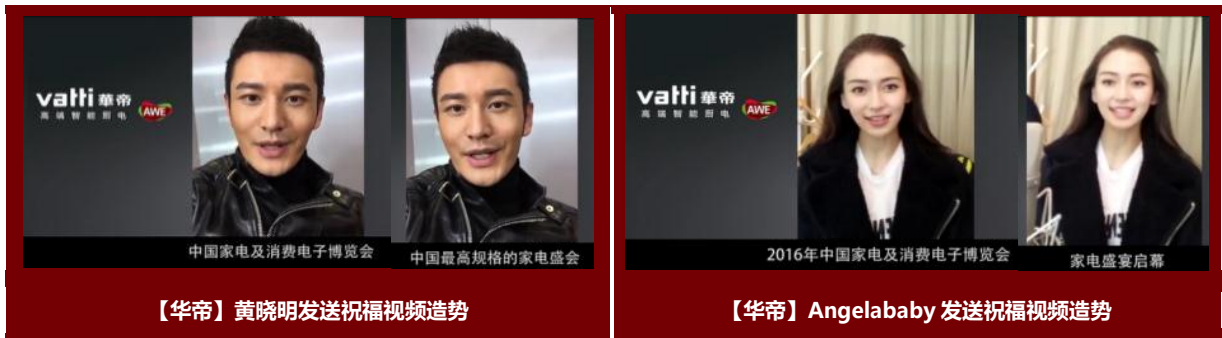 vatti 華帝
高端智能厨电
AWE
中国家电及消费电子博览会
中国最高规格的家电盛会
【华帝】黄晓明发送祝福视频造势
vatti 華帝
高端智能厨电
AWE
2016年中国家电及消费电子博览会
家电盛宴启幕
【华帝】Angelababy 发送祝福视频造势